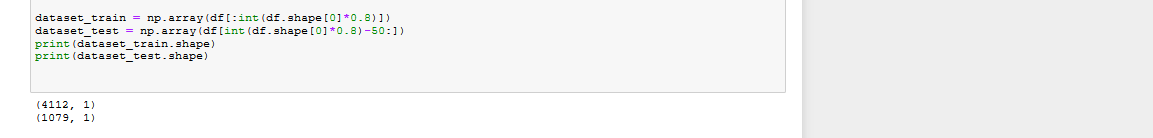 dataset_train = np.array(df[:int(df.shape[0]*0.8)])
dataset_test = np.array(df[int(df.shape[0]*0.8)-50:])
print(dataset_train.shape)
print(dataset_test.shape)
(4112, 1)
(1079, 1)